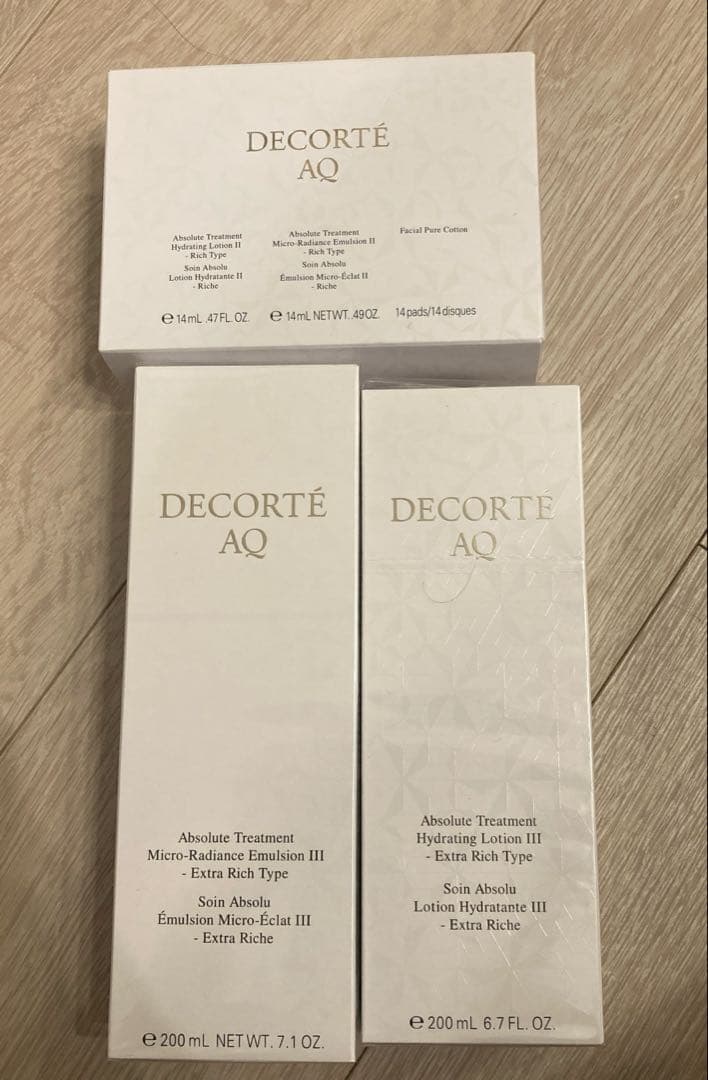 DECORTÉ
AQ
Absolute Treatment
Hydrating Lotion II
- Rich Type
Soin Absolu
Lotion Hydratante II
- Riche
℮ 14mL .47 FL. OZ.
Absolute Treatment
Micro-Radiance Emulsion II
- Rich Type
Soin Absolu
Émulsion Micro-Éclat II
- Riche
℮ 14mL NET WT. .49 OZ.
Facial Pure Cotton
14 pads/14 disques
DECORTÉ
AQ
Absolute Treatment
Micro-Radiance Emulsion III
- Extra Rich Type
Soin Absolu
Émulsion Micro-Éclat III
- Extra Riche
℮ 200 mL NET WT. 7.1 OZ.
DECORTÉ
AQ
Absolute Treatment
Hydrating Lotion III
- Extra Rich Type
Soin Absolu
Lotion Hydratante III
- Extra Riche
℮ 200 mL 6.7 FL. OZ.